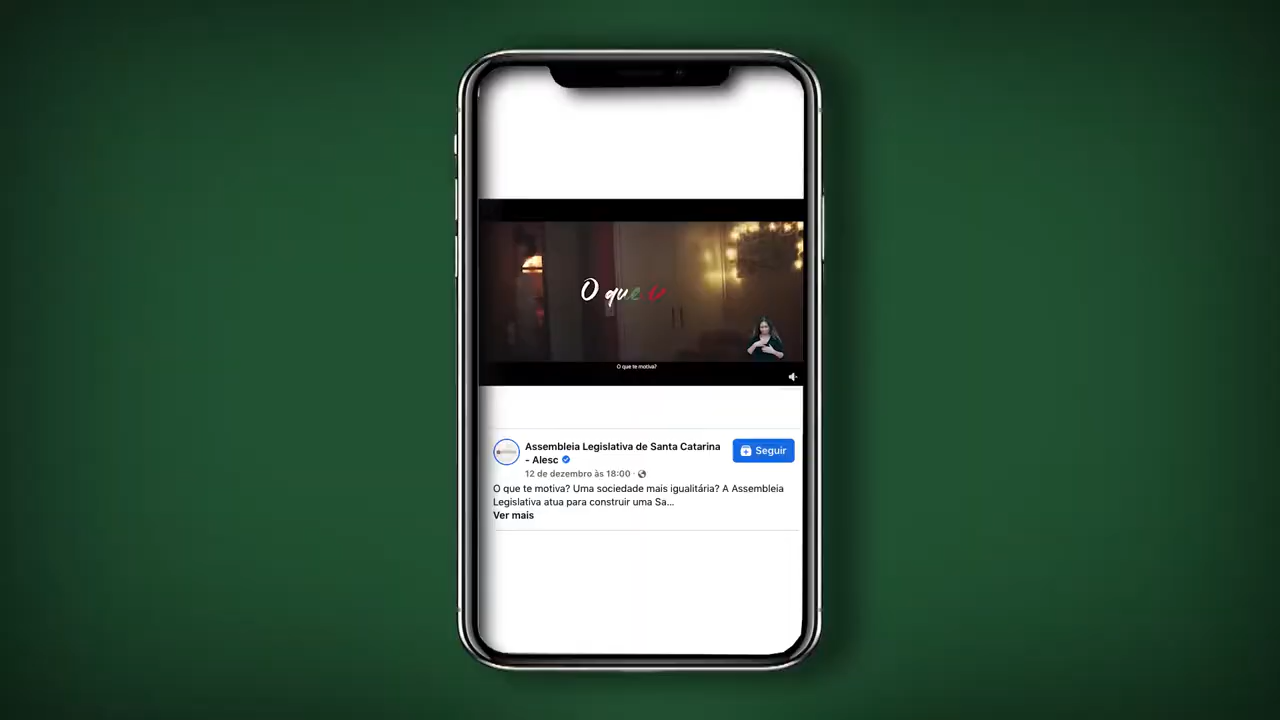 O que
O que te motiva?
Assembleia Legislativa de Santa Catarina
- Alesc
Seguir
12 de dezembro às 18:00 ·
O que te motiva? Uma sociedade mais igualitária? A Assembleia
Legislativa atua para construir uma Sa...
Ver mais